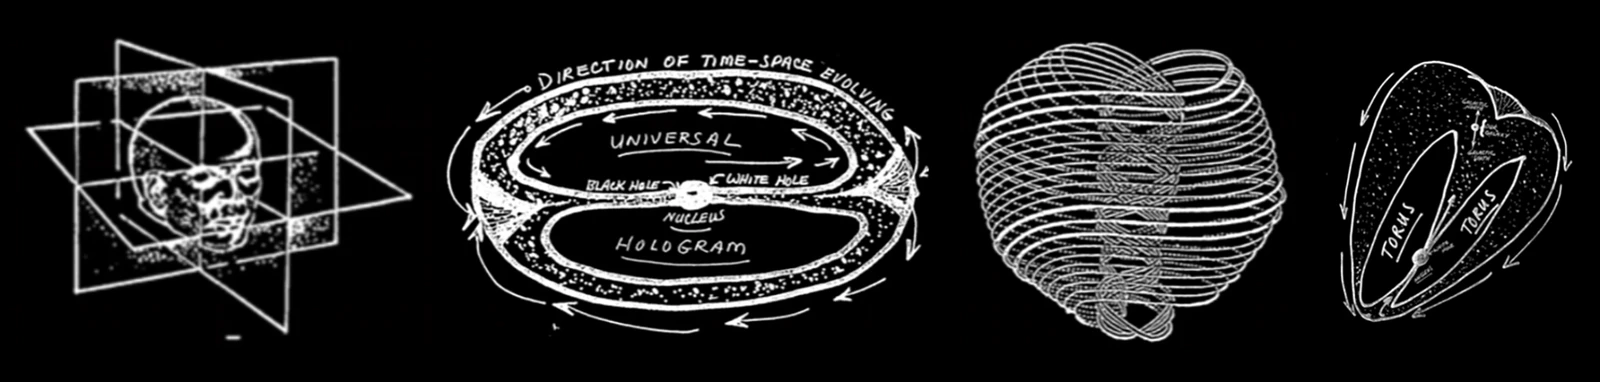 DIRECTION OF TIME-SPACE EVOLVING
UNIVERSAL
BLACK HOLE
WHITE HOLE
NUCLEUS
HOLOGRAM
TORUS
TORUS